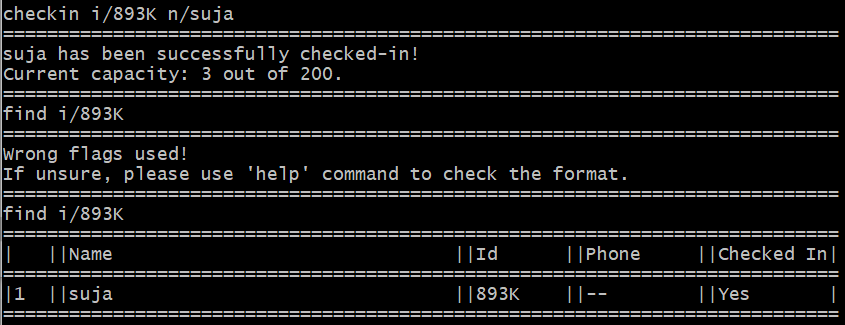 checkin i/893K n/suja
================================================================================
suja has been successfully checked-in!
Current capacity: 3 out of 200.
================================================================================
find i/893K
================================================================================
Wrong flags used!
If unsure, please use 'help' command to check the format.
================================================================================
find i/893K
================================================================================
|   ||Name                                 ||Id      ||Phone     ||Checked In|
================================================================================
|1  ||suja                                 ||893K    ||--        ||Yes       |
================================================================================